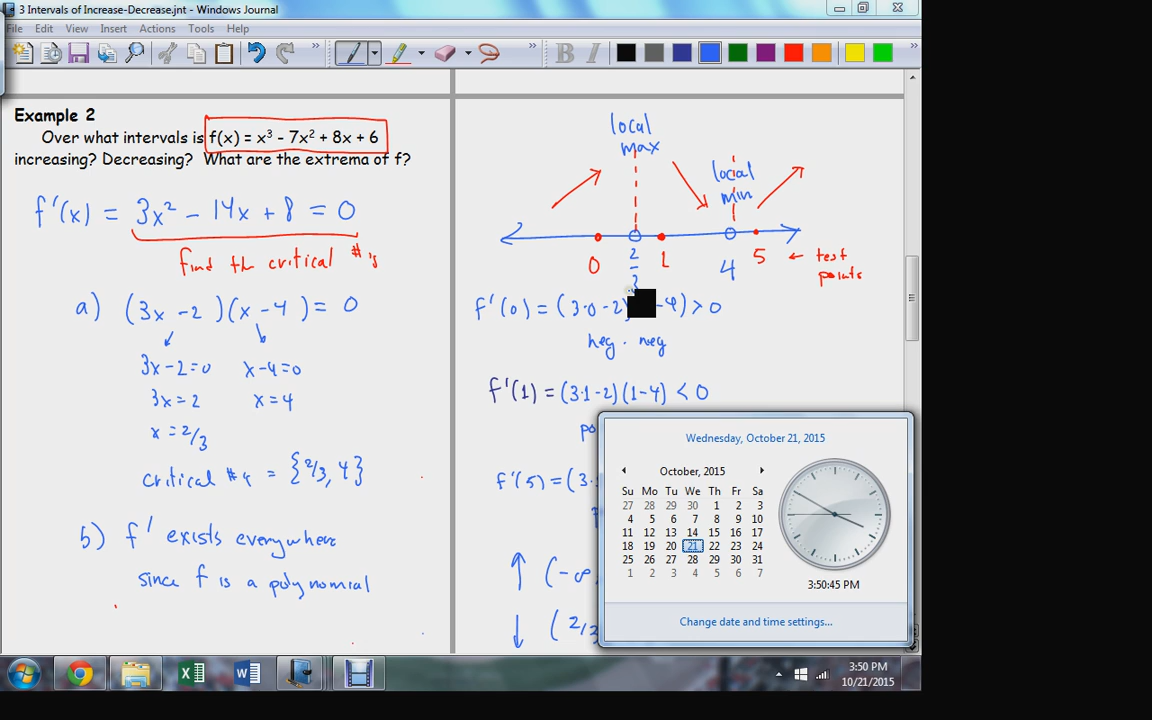 3 Intervals of Increase-Decrease.jnt - Windows Journal
File Edit View Insert Actions Tools Help
Example 2
Over what intervals is f(x) = x³ - 7x² + 8x + 6
increasing? Decreasing? What are the extrema of f?
f'(x) = 3x² - 14x + 8 = 0
find the critical #'s
a) (3x - 2)(x - 4) = 0
3x - 2 = 0 x - 4 = 0
3x = 2 x = 4
x = 2/3
critical #'s = {2/3, 4}
b) f' exists everywhere
since f is a polynomial
local
max
local
min
0 2/3 1 4 5 ← test
points
f'(0) = (3·0 - 2) -4) > 0
neg · neg
f'(1) = (3·1 - 2)(1 - 4) < 0
f'(5) = (3·
↑ (-∞,
↓ (2/3
Wednesday, October 21, 2015
October, 2015
Su Mo Tu We Th Fr Sa
27 28 29 30 1 2 3
4 5 6 7 8 9 10
11 12 13 14 15 16 17
18 19 20 21 22 23 24
25 26 27 28 29 30 31
1 2 3 4 5 6 7
3:50:45 PM
Change date and time settings...
3:50 PM
10/21/2015